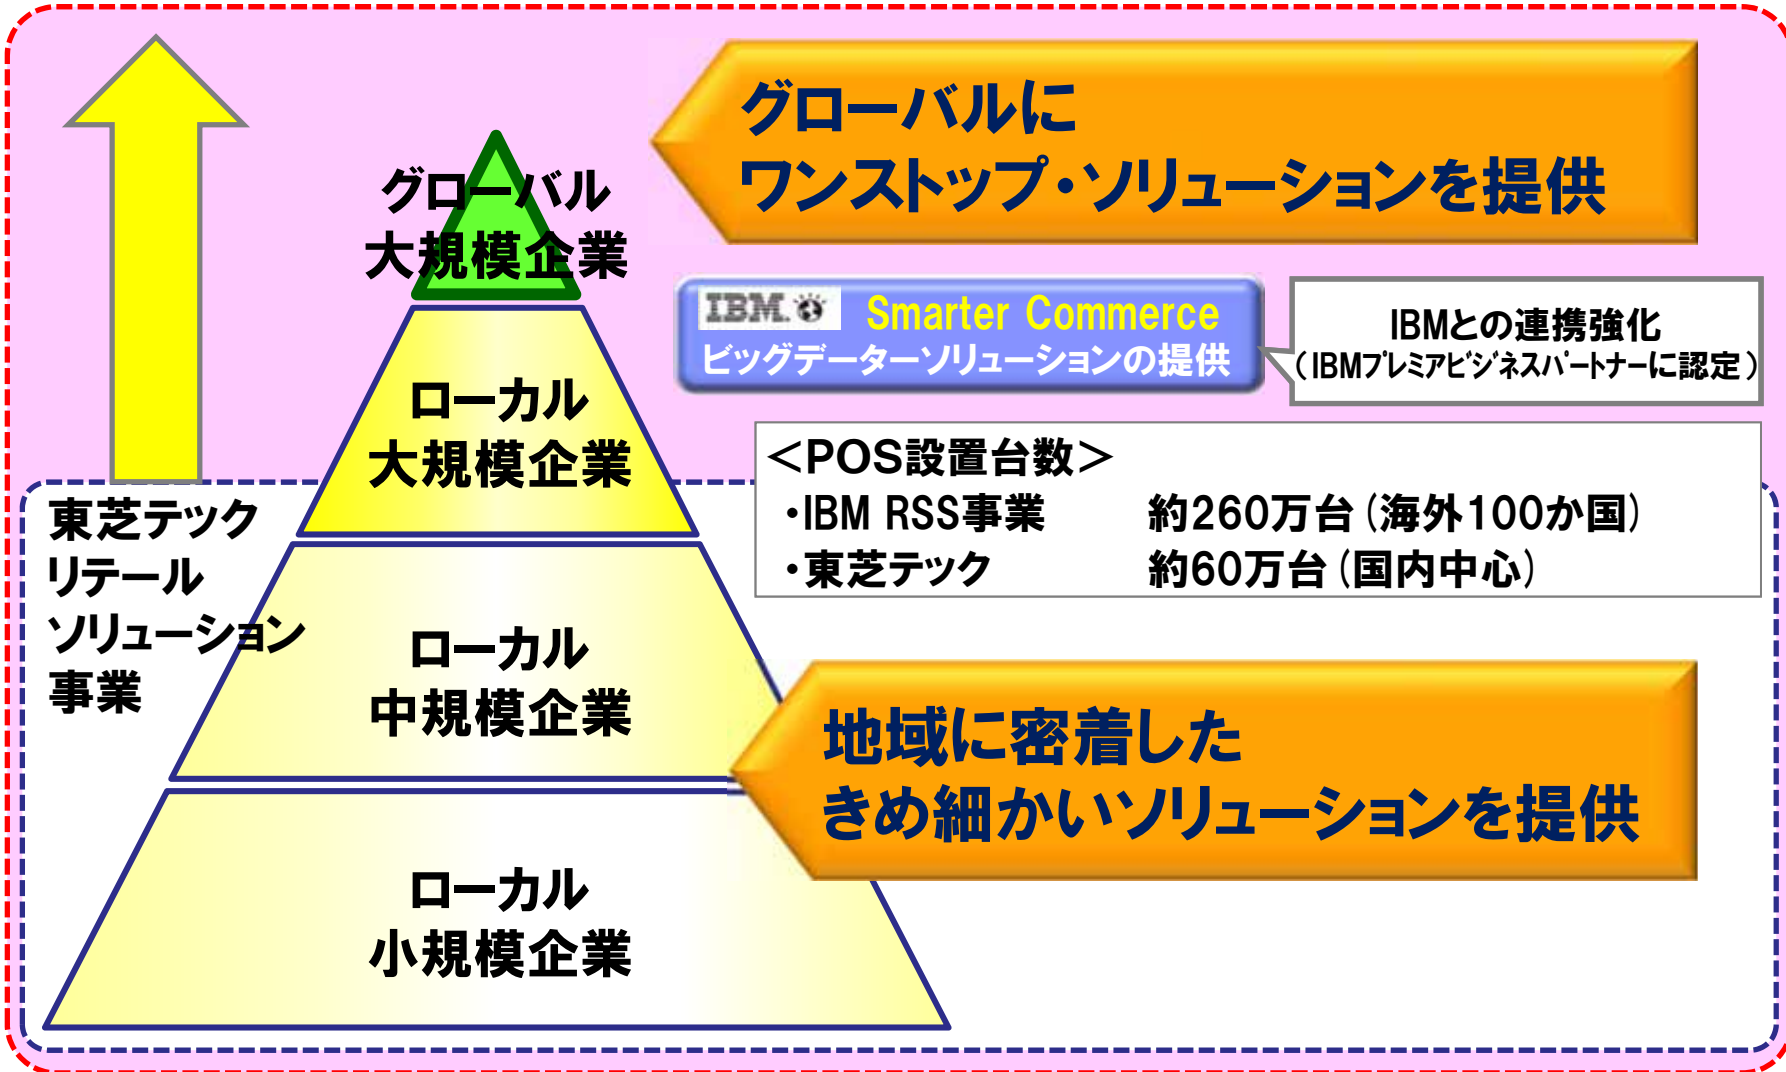 グローバルに
ワンストップ・ソリューションを提供
グローバル
大規模企業
IBM. Smarter Commerce
ビッグデーターソリューションの提供
IBMとの連携強化
(IBMプレミアビジネスパートナーに認定)
ローカル
大規模企業
<POS設置台数>
・IBM RSS事業 約260万台(海外100か国)
・東芝テック 約60万台(国内中心)
東芝テック
リテール
ソリューション
事業
ローカル
中規模企業
地域に密着した
きめ細かいソリューションを提供
ローカル
小規模企業